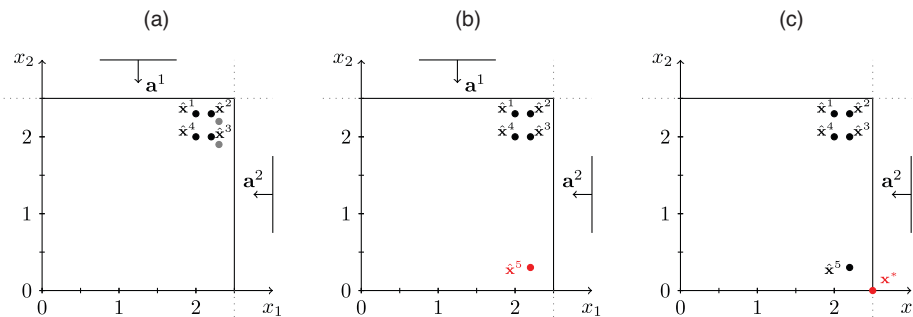 (a) (b) (c)
x₂ x₂ x₂
a¹ a¹
x̂¹ x̂² x̂¹ x̂² x̂¹ x̂²
2 x̂⁴ x̂³ 2 x̂⁴ x̂³ 2 x̂⁴ x̂³
a² a² a²
1 1 1
x̂⁵ x̂⁵
x*
0 0 0
0 1 2 x₁ 0 1 2 x₁ 0 1 2 x